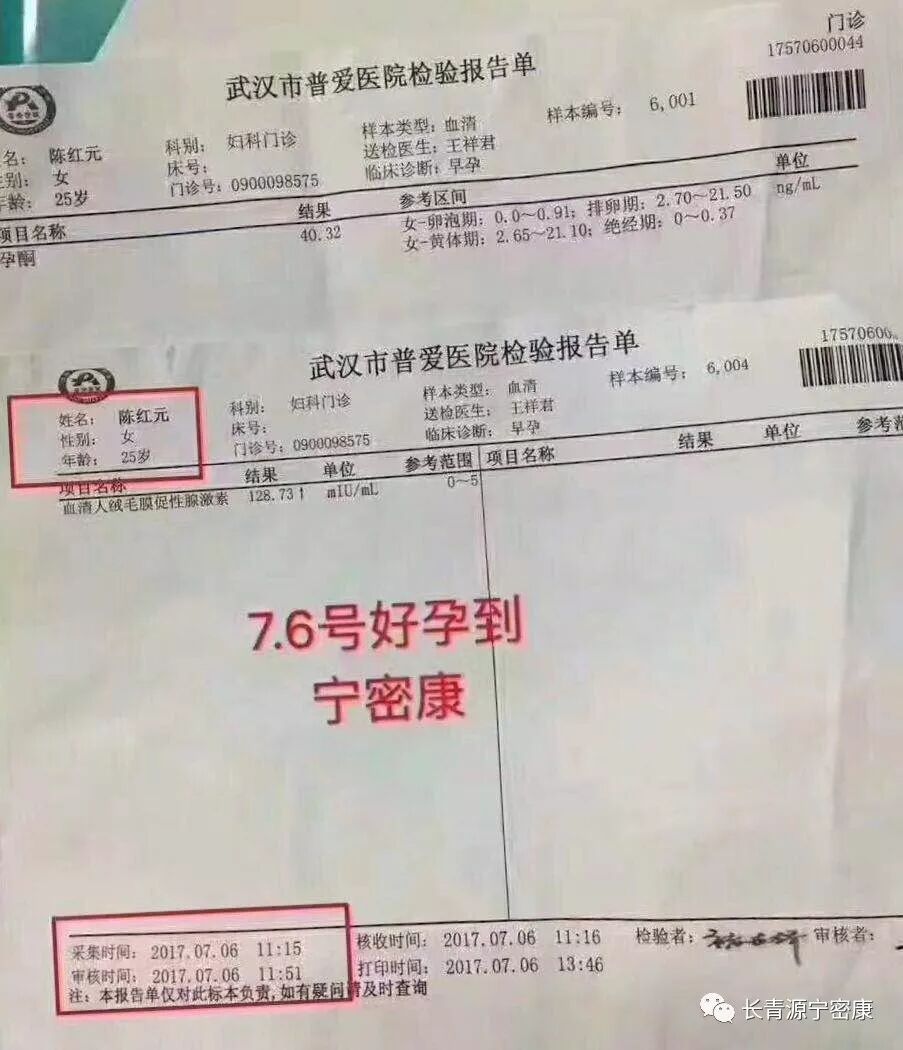 门诊
17570600044
武汉市普爱医院检验报告单
名： 陈红元 科别： 妇科门诊 样本类型：血清 样本编号： 6,001
性别： 女 床号： 送检医生：王祥君
年龄： 25岁 门诊号：0900098575 临床诊断：早孕
项目名称 结果 参考区间 单位
孕酮 40.32 女-卵泡期：0.0～0.91；排卵期：2.70～21.50 ng/mL
女-黄体期：2.65～21.10；绝经期：0～0.37
武汉市普爱医院检验报告单
17570600
姓名： 陈红元 科别： 妇科门诊 样本类型： 血清 样本编号： 6,004
性别： 女 床号： 送检医生： 王祥君
年龄： 25岁 门诊号：0900098575 临床诊断： 早孕
项目名称 结果 单位 参考范围 项目名称 结果 单位 参考范
血清人绒毛膜促性腺激素 128.73↑ mIU/mL 0～5
7.6号好孕到
宁密康
采集时间： 2017.07.06 11:15 核收时间： 2017.07.06 11:16 检验者： 审核者：
审核时间： 2017.07.06 11:51 打印时间： 2017.07.06 13:46
注：本报告单仅对此标本负责,如有疑问请及时查询
长青源宁密康